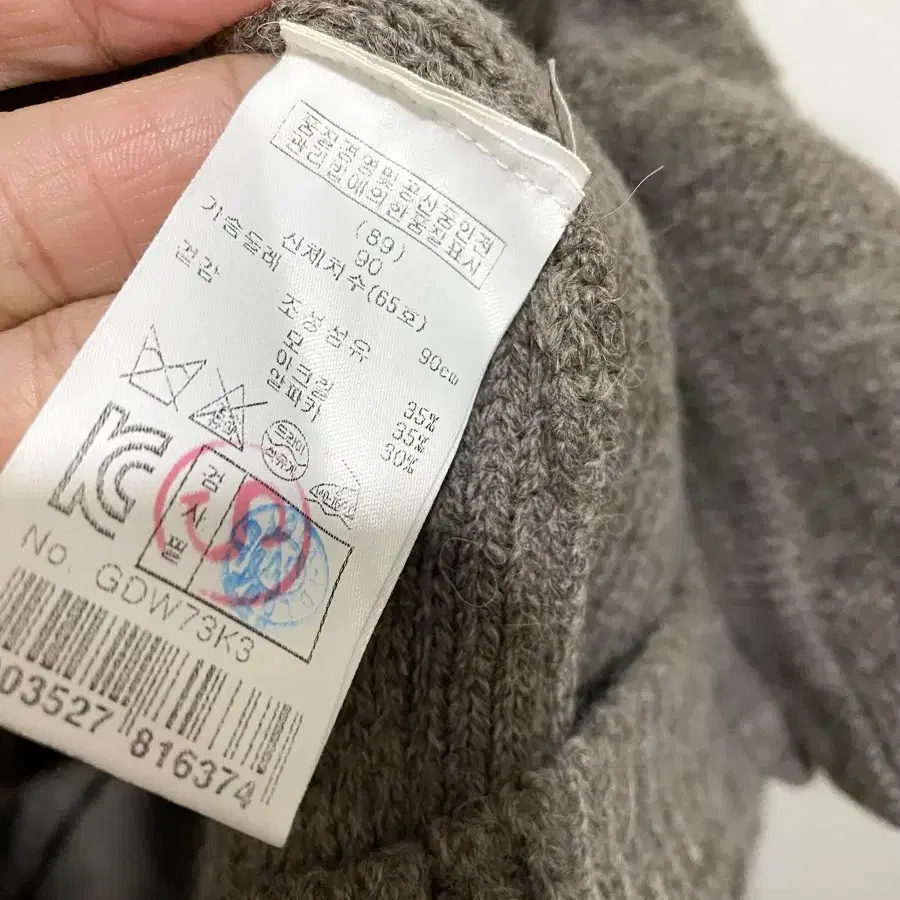 품질경영및공산품안전
관리법에의한품질표시
(89)
90
신체치수(65호)
가슴둘레 90cm
겉감 조성섬유
모 35%
아크릴 35%
알파카 30%
드라이
KC
검사필
No. GDW73K3
03527 816374